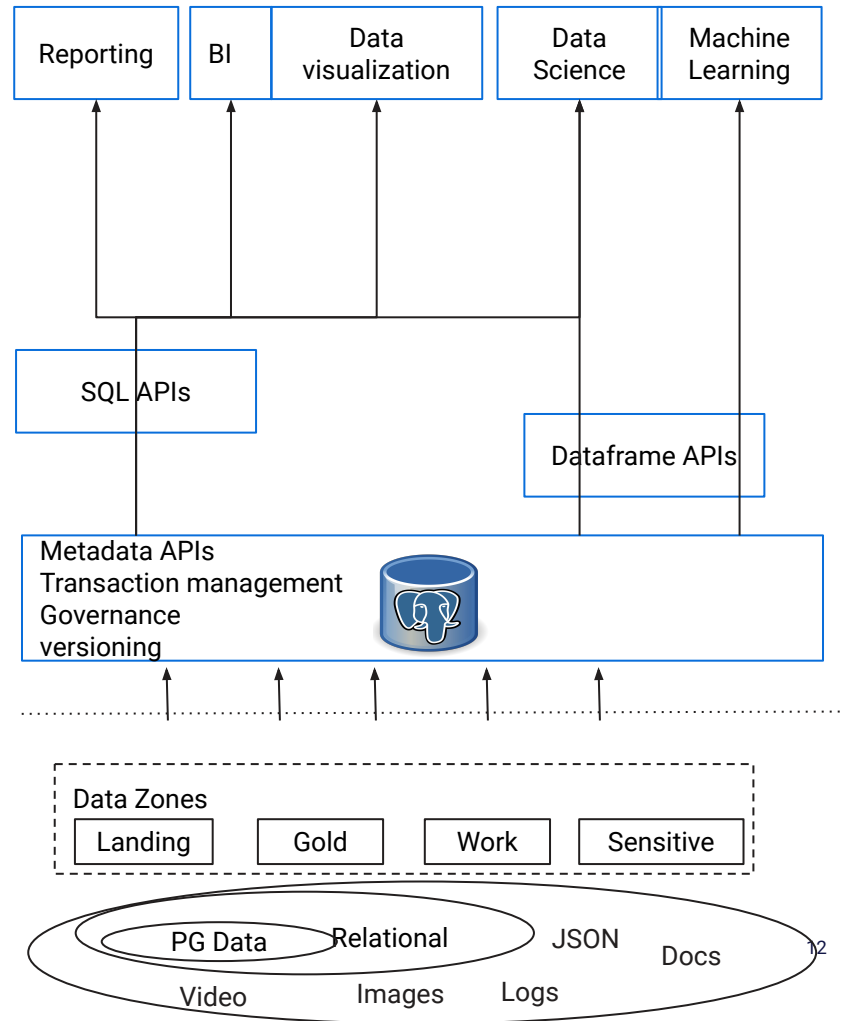 Reporting
BI
Data
visualization
Data
Science
Machine
Learning
SQL APIs
Dataframe APIs
Metadata APIs
Transaction management
Governance
versioning
Data Zones
Landing
Gold
Work
Sensitive
PG Data
Relational
JSON
Docs
12
Video
Images
Logs